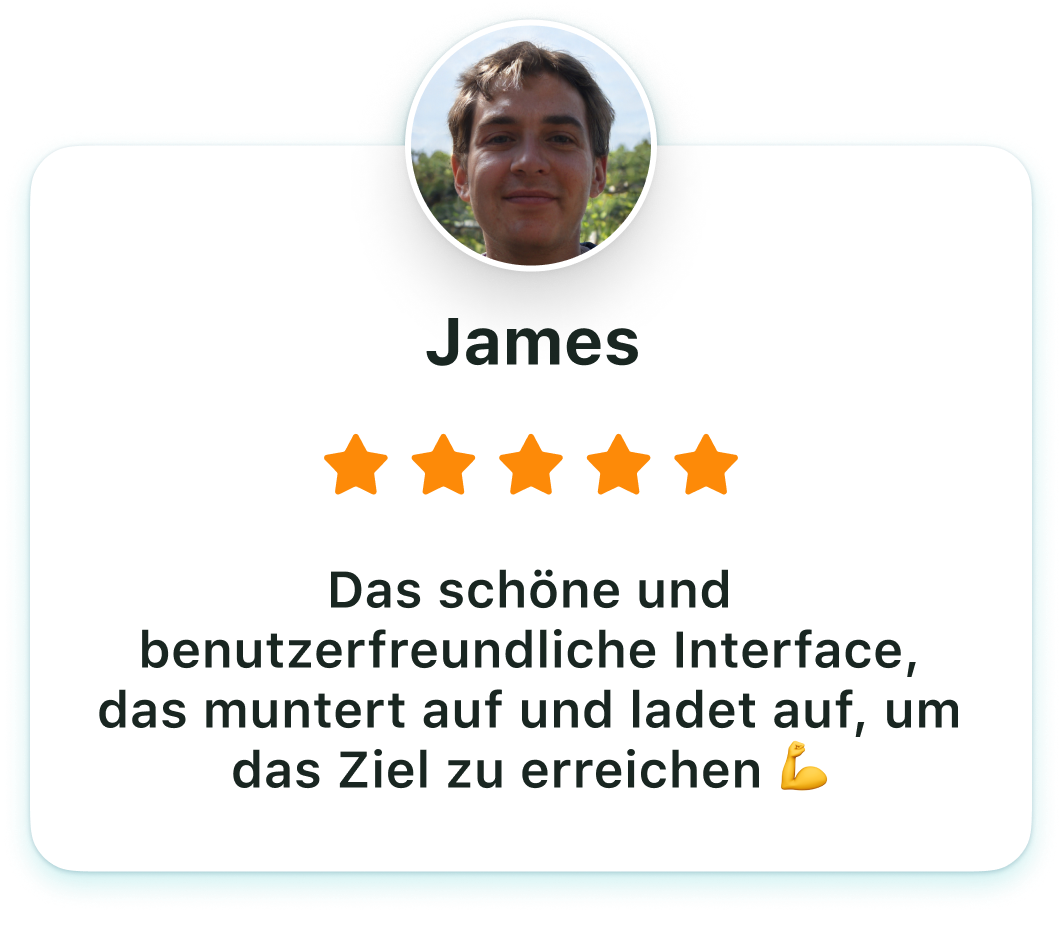 James
Das schöne und
benutzerfreundliche Interface,
das muntert auf und ladet auf, um
das Ziel zu erreichen 💪